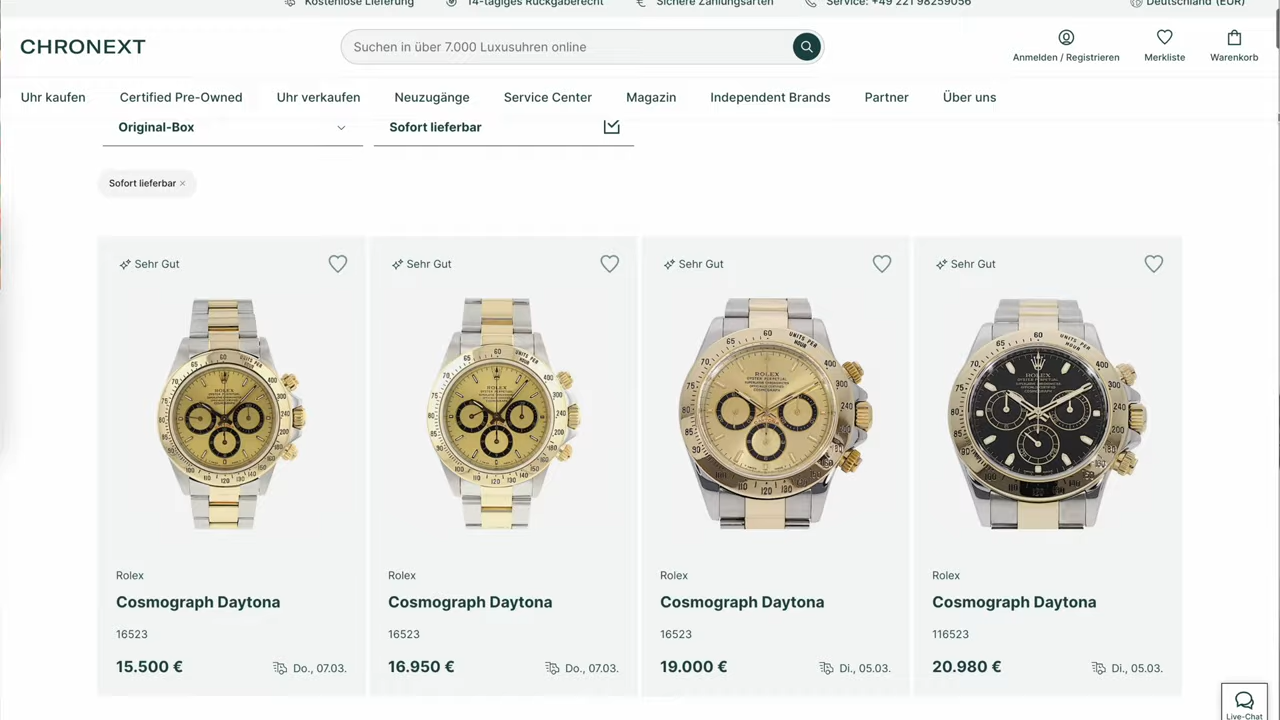 Kostenlose Lieferung
14-tägiges Rückgaberecht
Sichere Zahlungsarten
Service: +49 221 98259056
Deutschland (EUR)
CHRONEXT
Suchen in über 7.000 Luxusuhren online
Anmelden / Registrieren
Merkliste
Warenkorb
Uhr kaufen
Certified Pre-Owned
Uhr verkaufen
Neuzugänge
Service Center
Magazin
Independent Brands
Partner
Über uns
Original-Box
Sofort lieferbar
Sofort lieferbar ×
Sehr Gut
Sehr Gut
Sehr Gut
Sehr Gut
Rolex
Cosmograph Daytona
16523
15.500 €
Do., 07.03.
Rolex
Cosmograph Daytona
16523
16.950 €
Do., 07.03.
Rolex
Cosmograph Daytona
16523
19.000 €
Di., 05.03.
Rolex
Cosmograph Daytona
116523
20.980 €
Di., 05.03.
Live-Chat